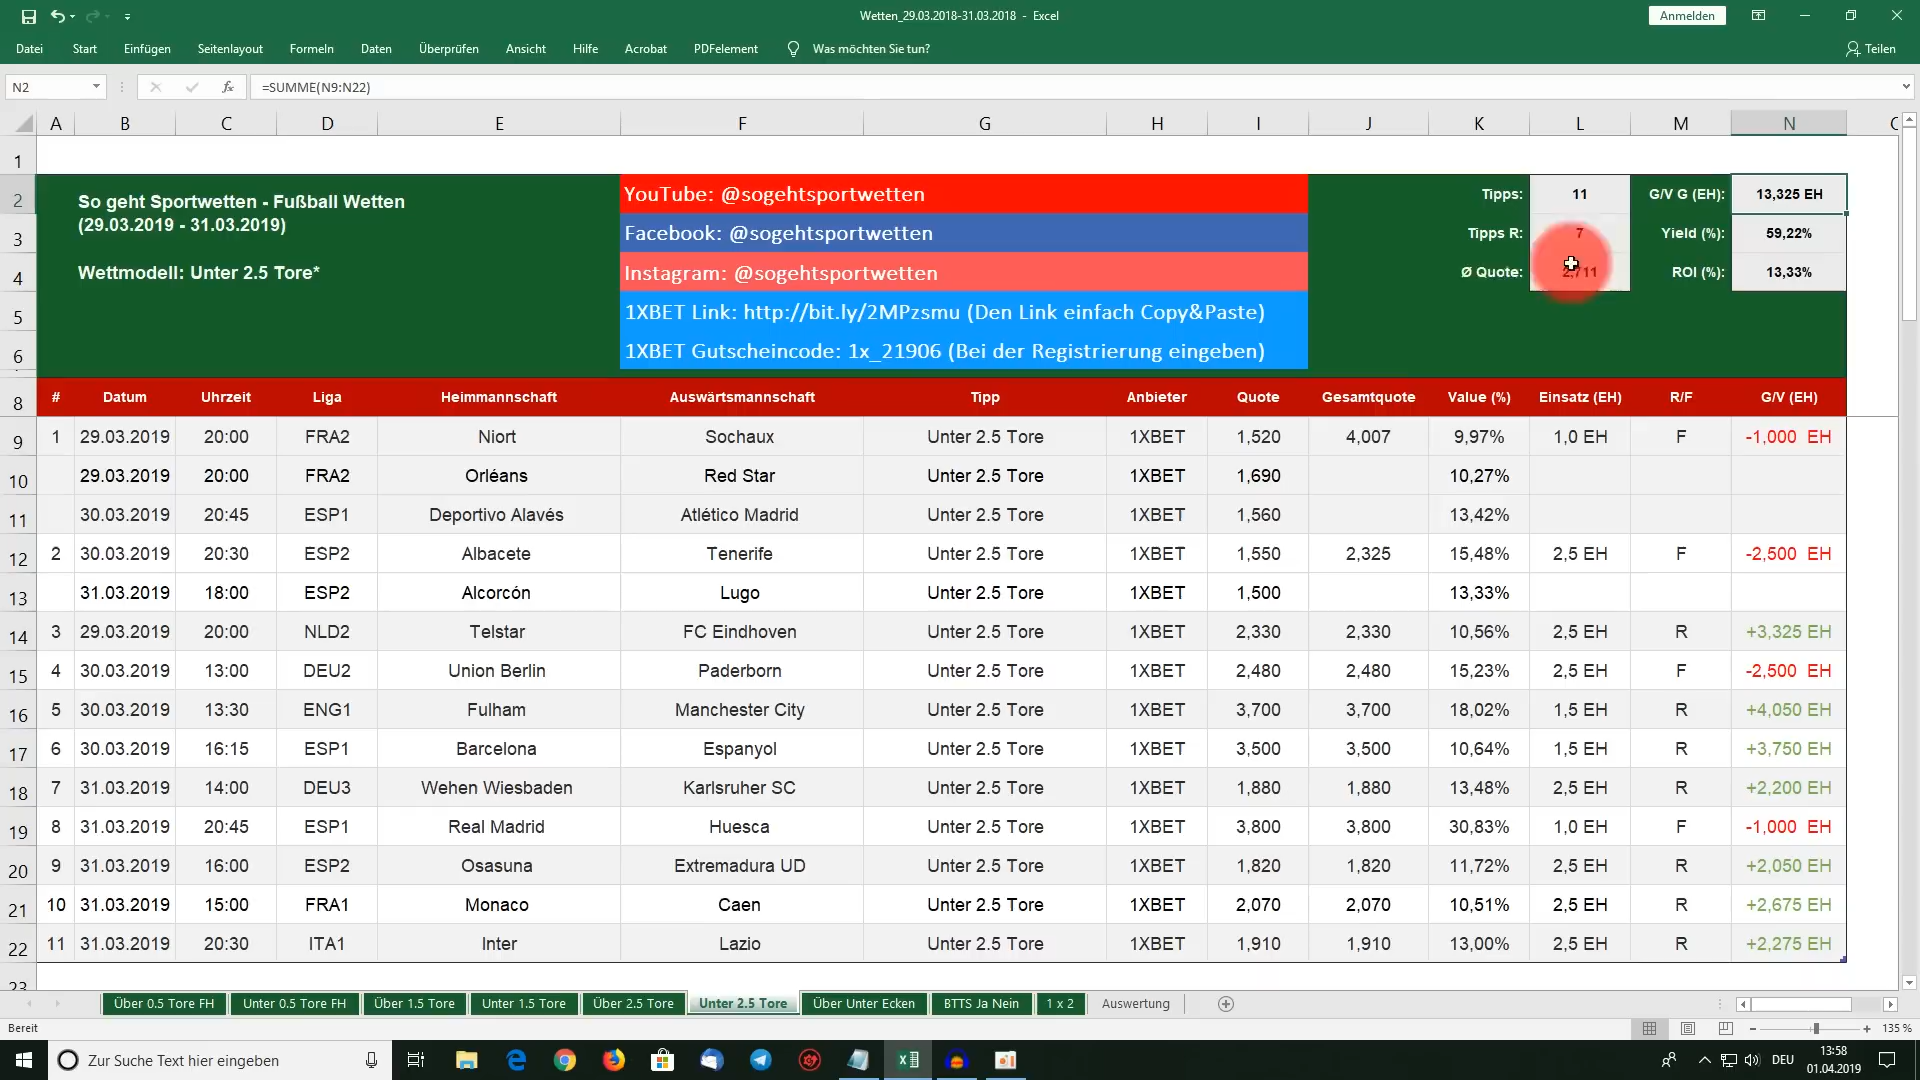 Wetten_29.03.2018-31.03.2018 - Excel
Anmelden
Datei Start Einfügen Seitenlayout Formeln Daten Überprüfen Ansicht Hilfe Acrobat PDFelement Was möchten Sie tun? Teilen
N2 fx =SUMME(N9:N22)
A B C D E F G H I J K L M N
1
2
3
4
5
6
So geht Sportwetten - Fußball Wetten
(29.03.2019 - 31.03.2019)
Wettmodell: Unter 2.5 Tore*
YouTube: @sogehtsportwetten
Facebook: @sogehtsportwetten
Instagram: @sogehtsportwetten
1XBET Link: http://bit.ly/2MPzsmu (Den Link einfach Copy&Paste)
1XBET Gutscheincode: 1x_21906 (Bei der Registrierung eingeben)
Tipps: 11 G/V G (EH): 13,325 EH
Tipps R: 7 Yield (%): 59,22%
Ø Quote: 2,711 ROI (%): 13,33%
8 # Datum Uhrzeit Liga Heimmannschaft Auswärtsmannschaft Tipp Anbieter Quote Gesamtquote Value (%) Einsatz (EH) R/F G/V (EH)
9 1 29.03.2019 20:00 FRA2 Niort Sochaux Unter 2.5 Tore 1XBET 1,520 4,007 9,97% 1,0 EH F -1,000 EH
10 29.03.2019 20:00 FRA2 Orléans Red Star Unter 2.5 Tore 1XBET 1,690 10,27%
11 30.03.2019 20:45 ESP1 Deportivo Alavés Atlético Madrid Unter 2.5 Tore 1XBET 1,560 13,42%
12 2 30.03.2019 20:30 ESP2 Albacete Tenerife Unter 2.5 Tore 1XBET 1,550 2,325 15,48% 2,5 EH F -2,500 EH
13 31.03.2019 18:00 ESP2 Alcorcón Lugo Unter 2.5 Tore 1XBET 1,500 13,33%
14 3 29.03.2019 20:00 NLD2 Telstar FC Eindhoven Unter 2.5 Tore 1XBET 2,330 2,330 10,56% 2,5 EH R +3,325 EH
15 4 30.03.2019 13:00 DEU2 Union Berlin Paderborn Unter 2.5 Tore 1XBET 2,480 2,480 15,23% 2,5 EH F -2,500 EH
16 5 30.03.2019 13:30 ENG1 Fulham Manchester City Unter 2.5 Tore 1XBET 3,700 3,700 18,02% 1,5 EH R +4,050 EH
17 6 30.03.2019 16:15 ESP1 Barcelona Espanyol Unter 2.5 Tore 1XBET 3,500 3,500 10,64% 1,5 EH R +3,750 EH
18 7 31.03.2019 14:00 DEU3 Wehen Wiesbaden Karlsruher SC Unter 2.5 Tore 1XBET 1,880 1,880 13,48% 2,5 EH R +2,200 EH
19 8 31.03.2019 20:45 ESP1 Real Madrid Huesca Unter 2.5 Tore 1XBET 3,800 3,800 30,83% 1,0 EH F -1,000 EH
20 9 31.03.2019 16:00 ESP2 Osasuna Extremadura UD Unter 2.5 Tore 1XBET 1,820 1,820 11,72% 2,5 EH R +2,050 EH
21 10 31.03.2019 15:00 FRA1 Monaco Caen Unter 2.5 Tore 1XBET 2,070 2,070 10,51% 2,5 EH R +2,675 EH
22 11 31.03.2019 20:30 ITA1 Inter Lazio Unter 2.5 Tore 1XBET 1,910 1,910 13,00% 2,5 EH R +2,275 EH
23
Über 0.5 Tore FH Unter 0.5 Tore FH Über 1.5 Tore Unter 1.5 Tore Über 2.5 Tore Unter 2.5 Tore Über Unter Ecken BTTS Ja Nein 1 x 2 Auswertung
Bereit 135 %
Zur Suche Text hier eingeben
DEU
13:58
01.04.2019